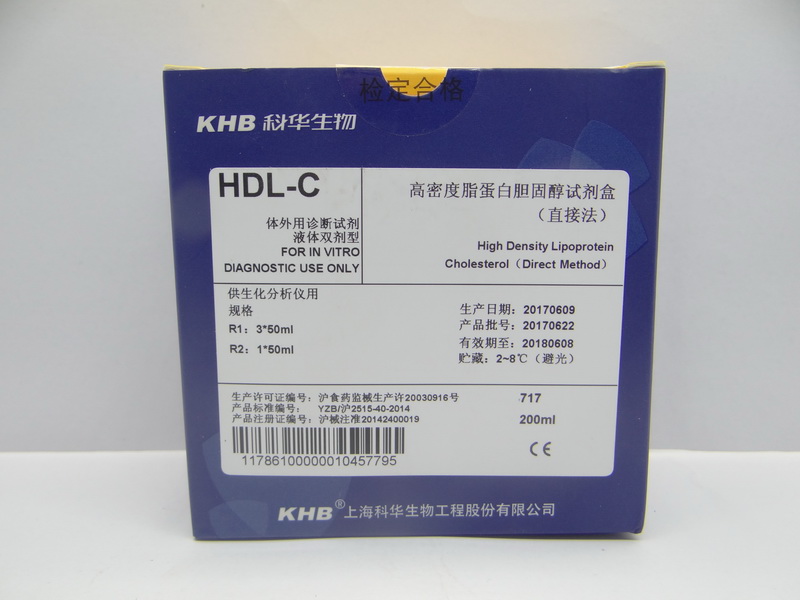 检定合格
KHB 科华生物
HDL-C
体外用诊断试剂
液体双剂型
FOR IN VITRO
DIAGNOSTIC USE ONLY
高密度脂蛋白胆固醇试剂盒
（直接法）
High Density Lipoprotein
Cholesterol（Direct Method）
供生化分析仪用
规格
R1：3*50ml
R2：1*50ml
生产日期：20170609
产品批号：20170622
有效期至：20180608
贮藏：2~8℃（避光）
生产许可证编号：沪食药监械生产许20030916号
产品标准编号： YZB/沪2515-40-2014
产品注册证编号：沪械注准20142400019
717
200ml
11786100000010457795
CE
KHB®上海科华生物工程股份有限公司